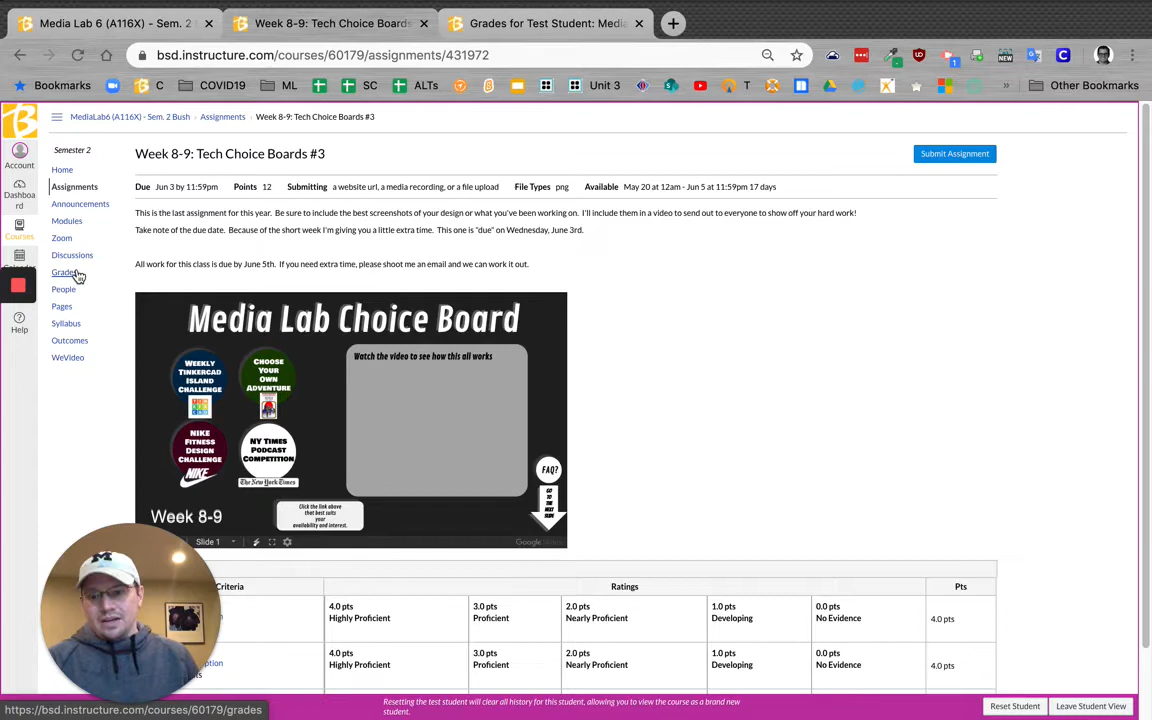 Media Lab 6 (A116X) - Sem. 2
Week 8-9: Tech Choice Boards
Grades for Test Student: Medi
bsd.instructure.com/courses/60179/assignments/431972
NEW
1
Bookmarks
C
COVID19
ML
SC
ALTs
Unit 3
T
»
Other Bookmarks
MediaLab6 (A116X) - Sem. 2 Bush
Assignments
Week 8-9: Tech Choice Boards #3
Account
Dashboa
rd
Courses
Help
Semester 2
Home
Assignments
Announcements
Modules
Zoom
Discussions
Grades
People
Pages
Syllabus
Outcomes
WeVideo
Week 8-9: Tech Choice Boards #3
Submit Assignment
Due Jun 3 by 11:59pm Points 12 Submitting a website url, a media recording, or a file upload File Types png Available May 20 at 12am - Jun 5 at 11:59pm 17 days
This is the last assignment for this year. Be sure to include the best screenshots of your design or what you've been working on. I'll include them in a video to send out to everyone to show off your hard work!
Take note of the due date. Because of the short week I'm giving you a little extra time. This one is "due" on Wednesday, June 3rd.
All work for this class is due by June 5th. If you need extra time, please shoot me an email and we can work it out.
Media Lab Choice Board
WEEKLY
TINKERCAD
ISLAND
CHALLENGE
CHOOSE
YOUR
OWN
ADVENTURE
NIKE
FITNESS
DESIGN
CHALLENGE
NIKE
NY TIMES
PODCAST
COMPETITION
The New York Times
Watch the video to see how this all works
FAQ?
GO
TO
THE
NEXT
SLIDE
Week 8-9
Click the link above
that best suits
your
availability and interest.
Slide 1
Google Slides
Criteria
Ratings
Pts
4.0 pts
Highly Proficient
3.0 pts
Proficient
2.0 pts
Nearly Proficient
1.0 pts
Developing
0.0 pts
No Evidence
4.0 pts
4.0 pts
Highly Proficient
3.0 pts
Proficient
2.0 pts
Nearly Proficient
1.0 pts
Developing
0.0 pts
No Evidence
4.0 pts
Resetting the test student will clear all history for this student, allowing you to view the course as a brand new
student.
Reset Student
Leave Student View
https://bsd.instructure.com/courses/60179/grades